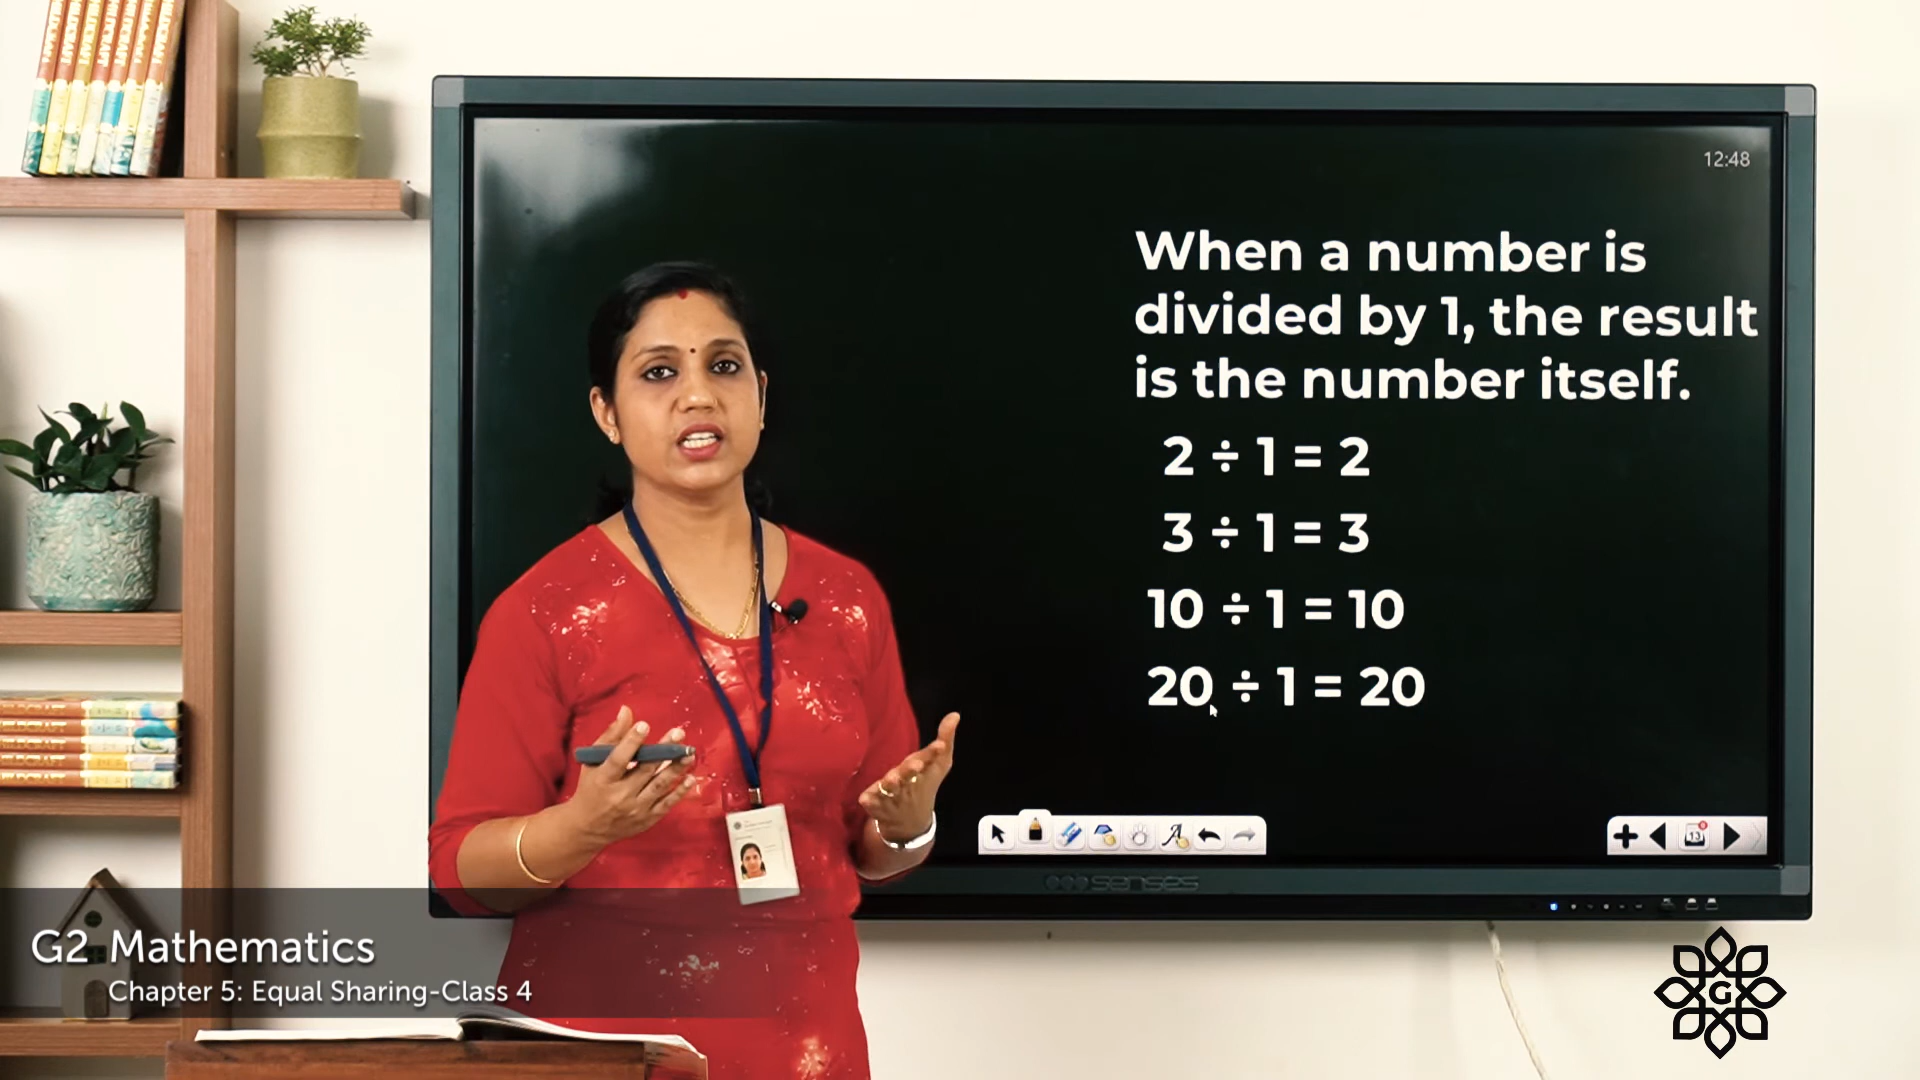 12:48
When a number is
divided by 1, the result
is the number itself.
2 ÷ 1 = 2
3 ÷ 1 = 3
10 ÷ 1 = 10
20 ÷ 1 = 20
senses
G2 Mathematics
Chapter 5: Equal Sharing-Class 4
G